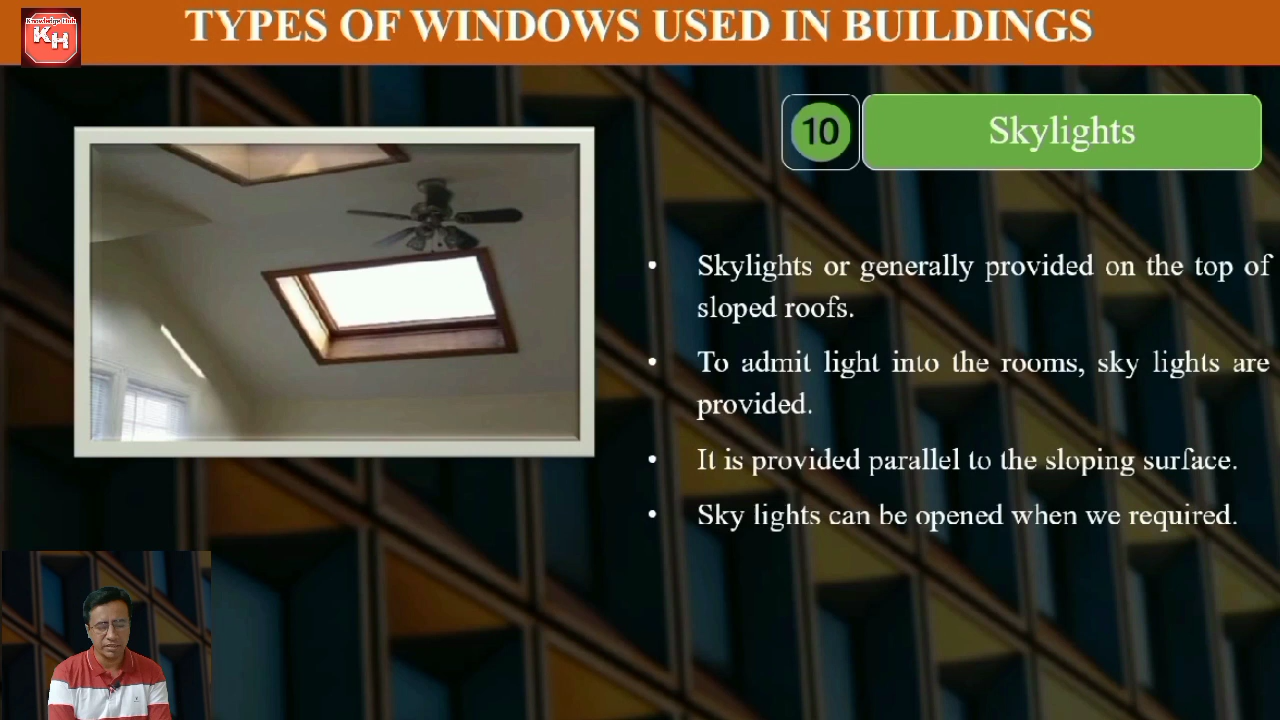 Knowledge Hub
KH
TYPES OF WINDOWS USED IN BUILDINGS
10
Skylights
• Skylights or generally provided on the top of
sloped roofs.
• To admit light into the rooms, sky lights are
provided.
• It is provided parallel to the sloping surface.
• Sky lights can be opened when we required.